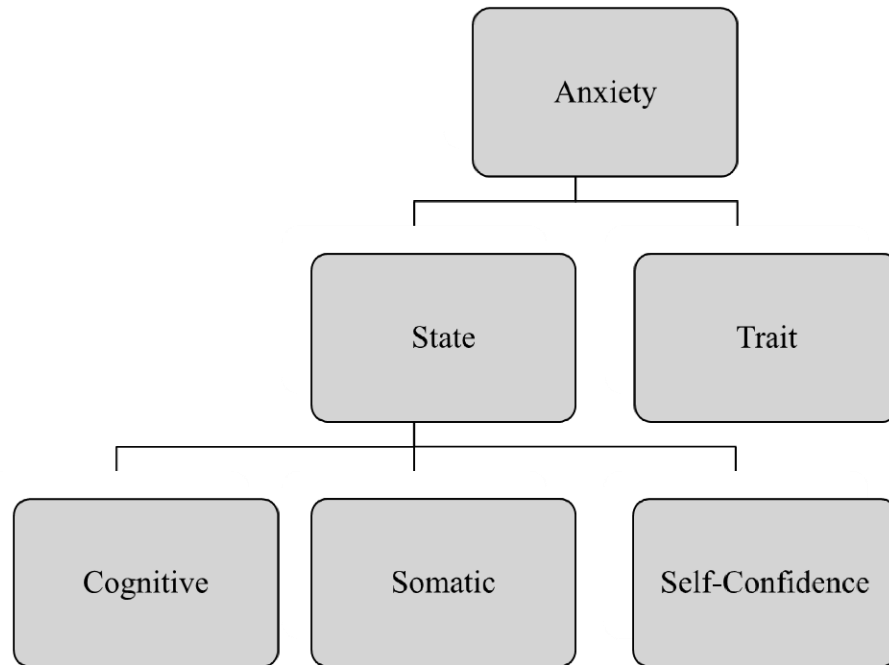 Anxiety
State
Trait
Cognitive
Somatic
Self-Confidence